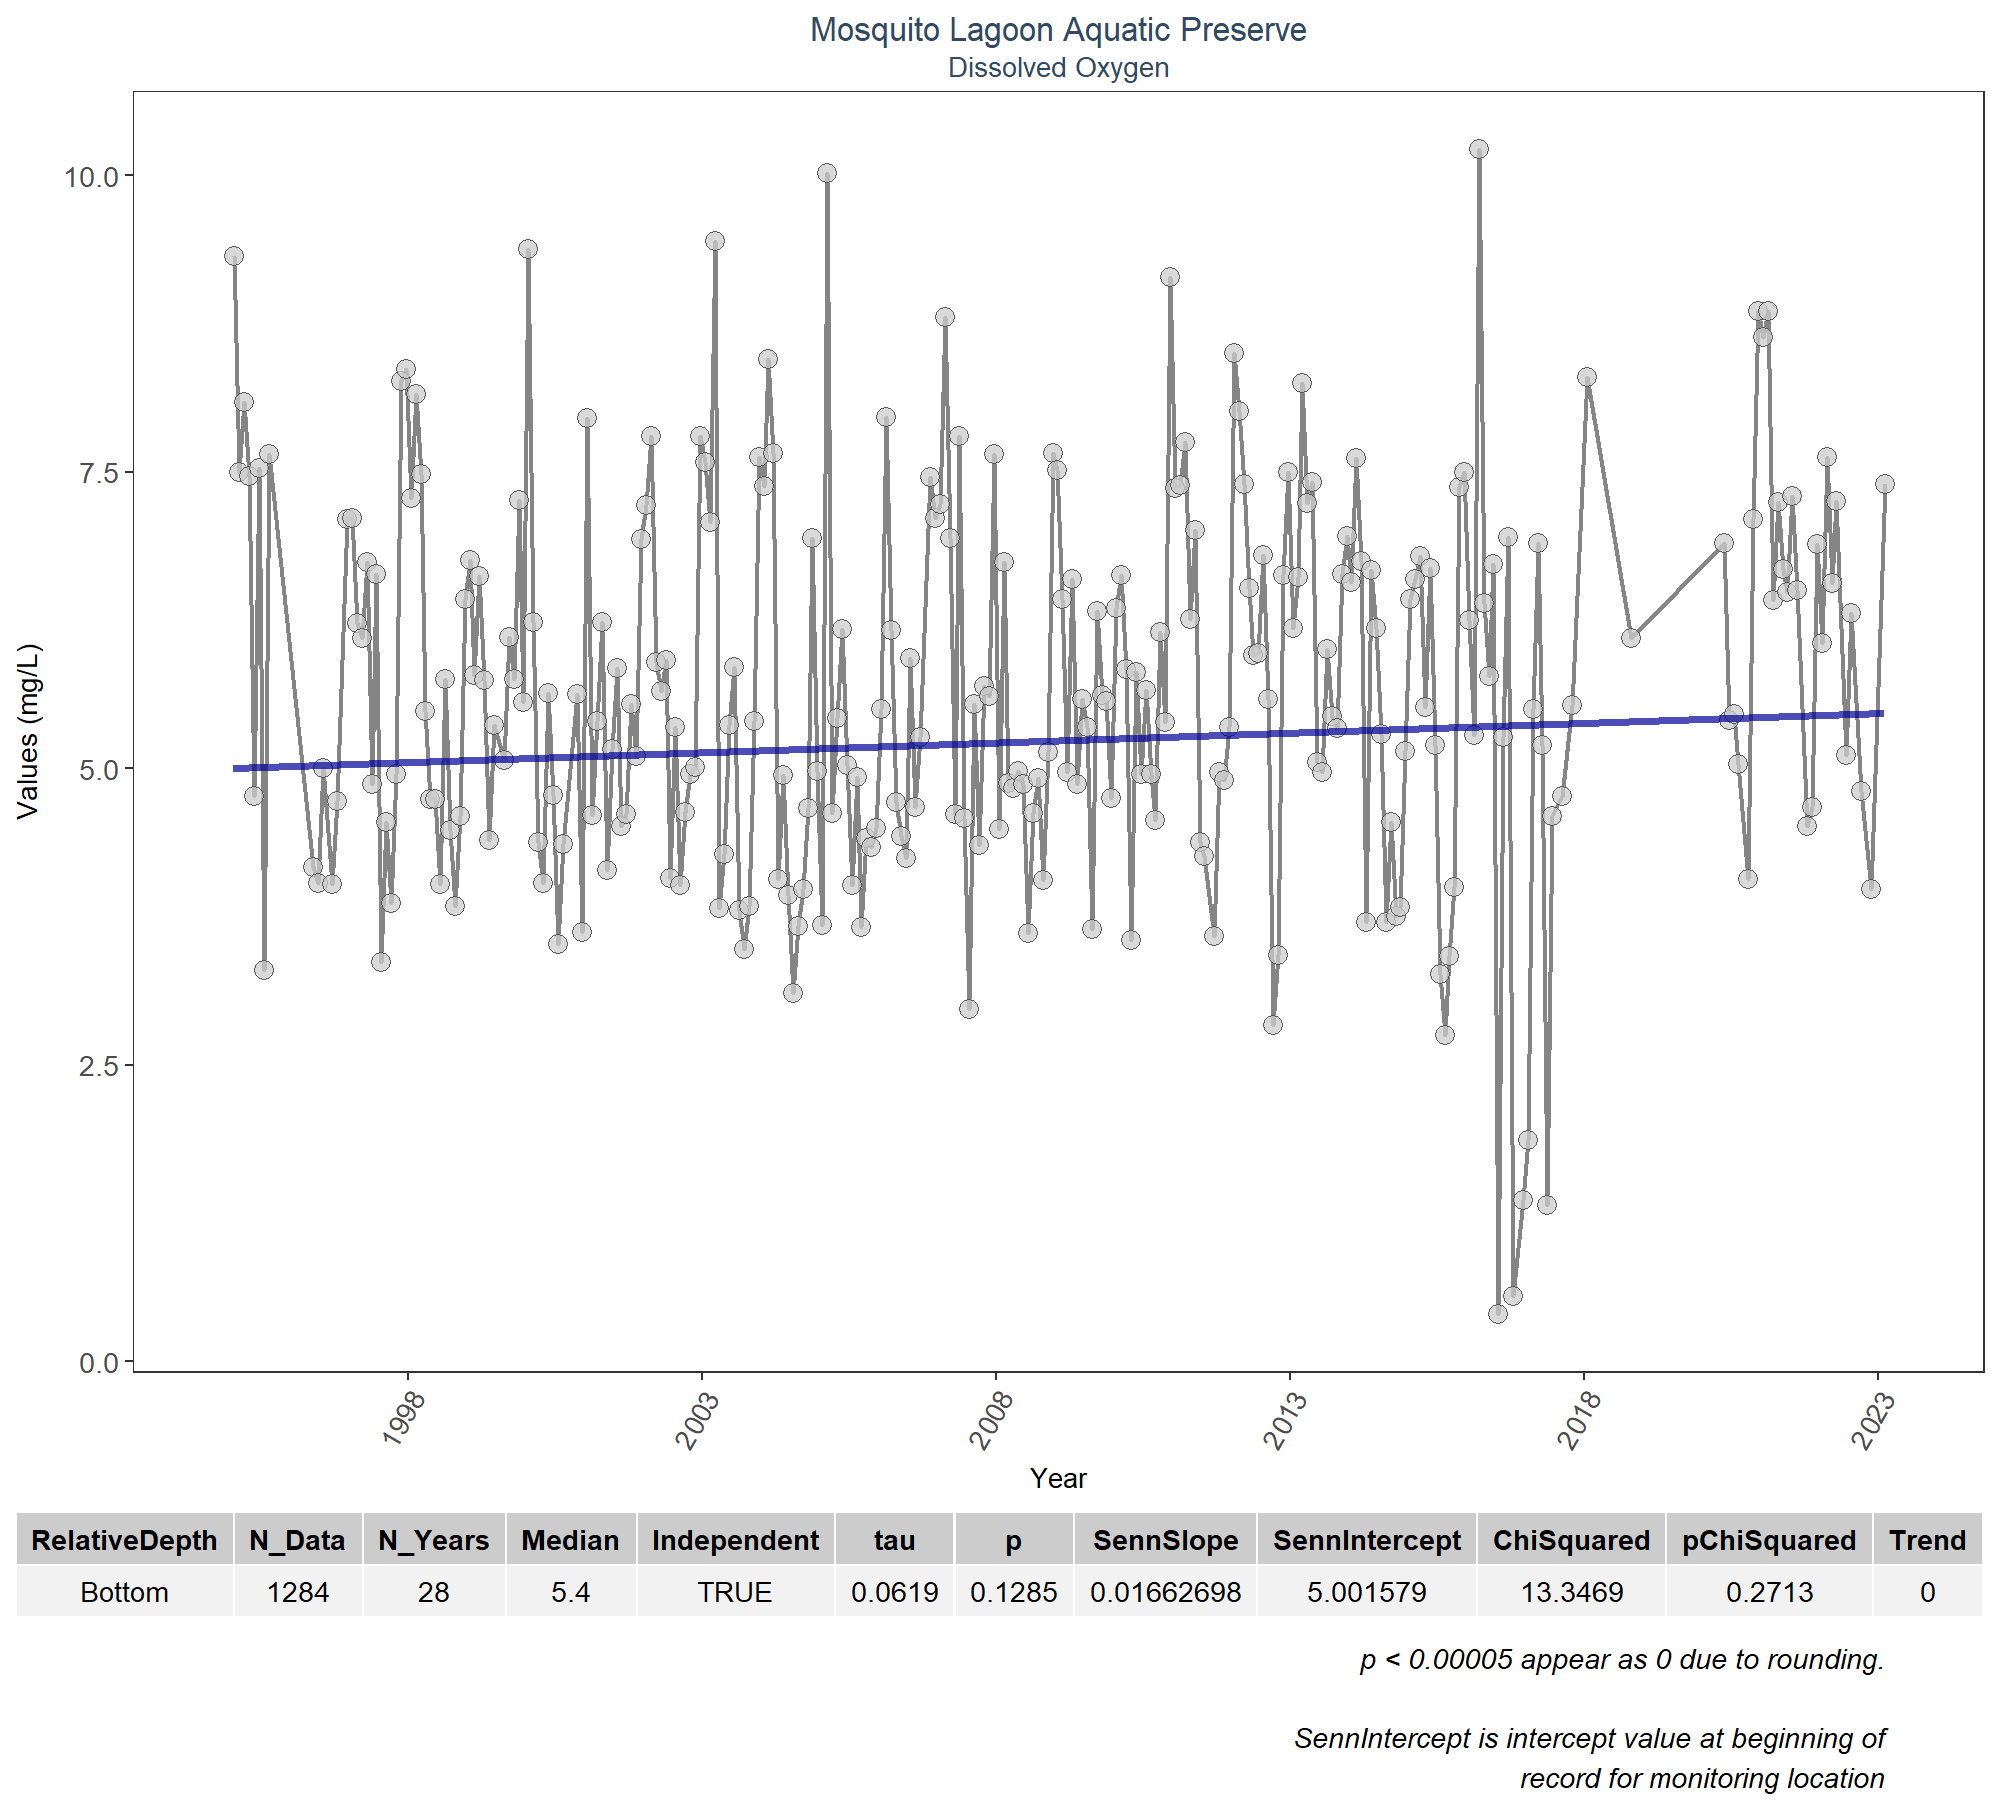 Mosquito Lagoon Aquatic Preserve
Dissolved Oxygen
Values (mg/L)
10.0
7.5
5.0
2.5
0.0
1998 2003 2008 2013 2018 2023
Year
RelativeDepth N_Data N_Years Median Independent tau p SennSlope SennIntercept ChiSquared pChiSquared Trend
Bottom 1284 28 5.4 TRUE 0.0619 0.1285 0.01662698 5.001579 13.3469 0.2713 0
p < 0.00005 appear as 0 due to rounding.
SennIntercept is intercept value at beginning of
record for monitoring location